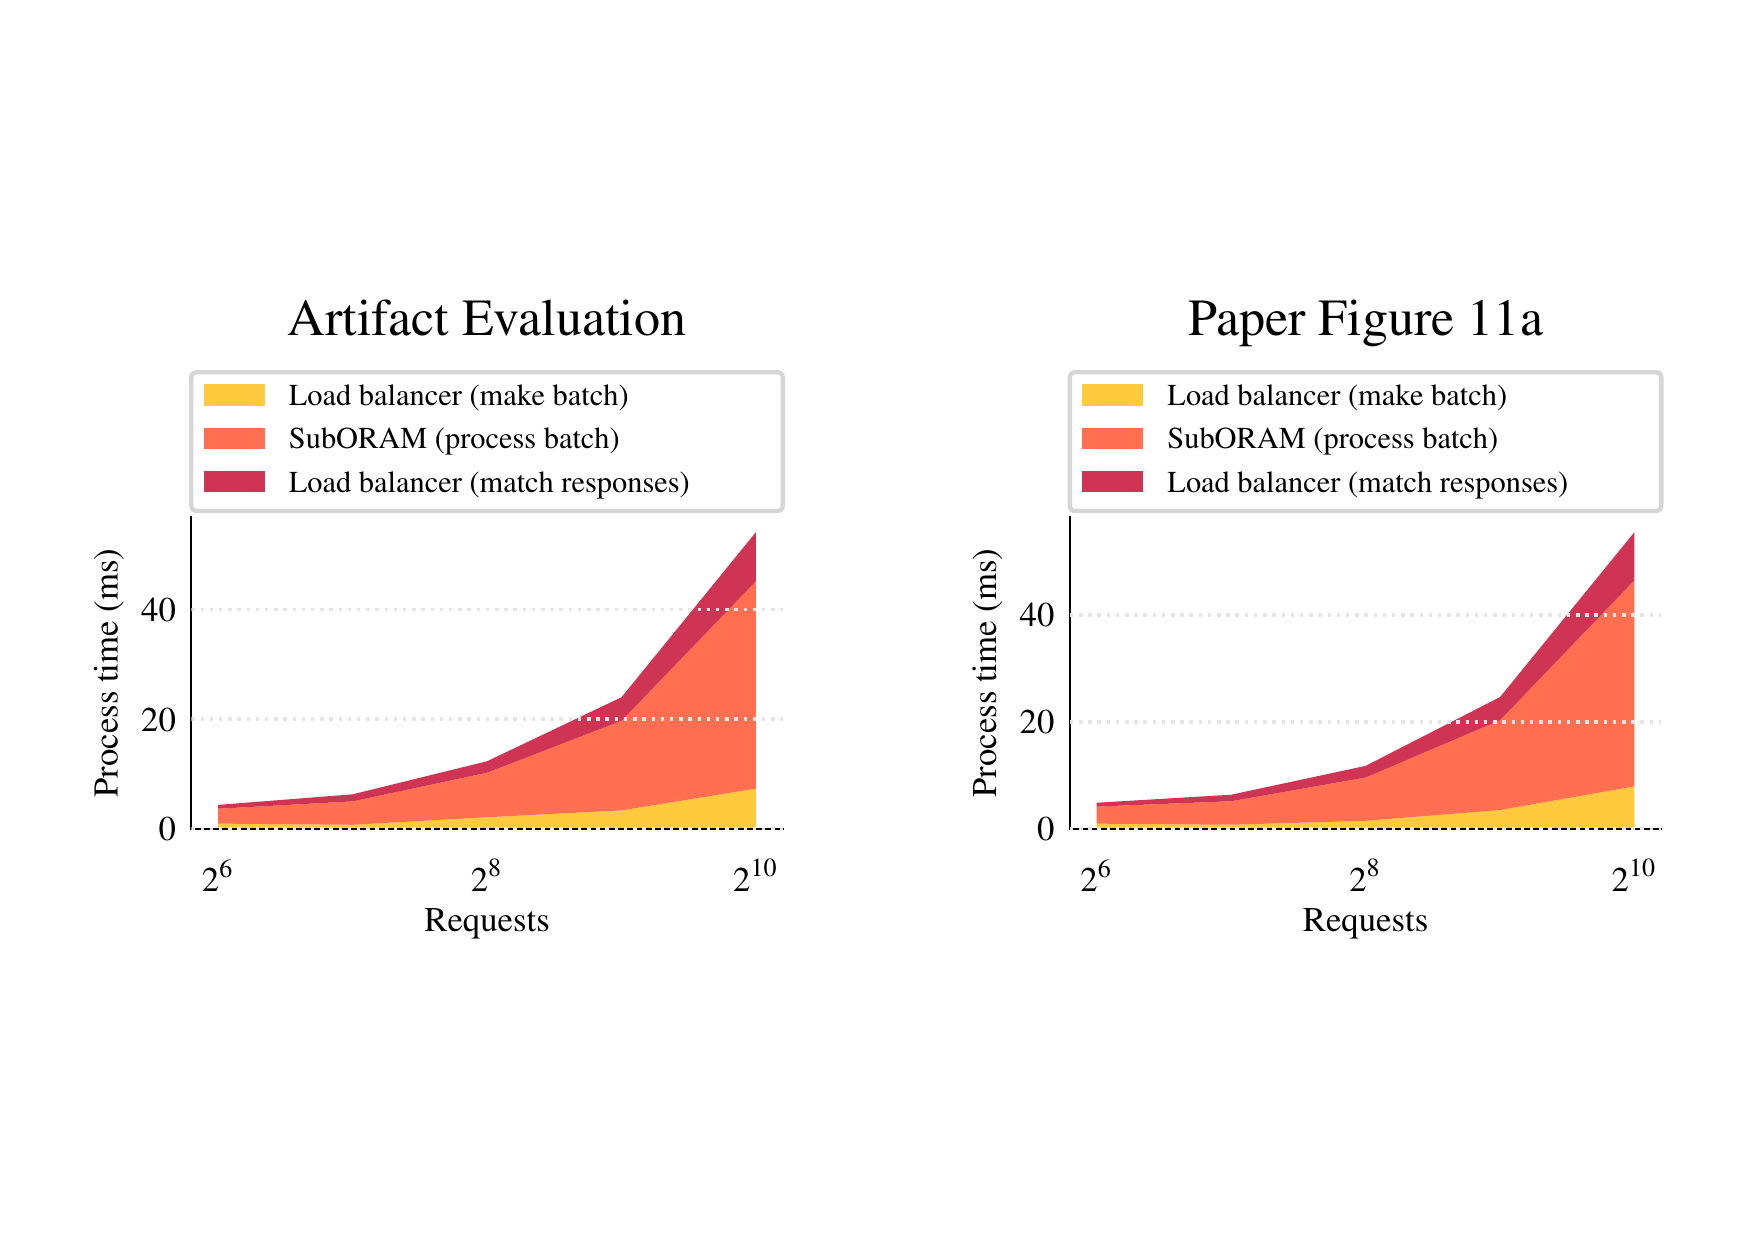 Artifact Evaluation
Load balancer (make batch)
SubORAM (process batch)
Load balancer (match responses)
Process time (ms)
40
20
0
2^6
2^8
2^10
Requests
Paper Figure 11a
Load balancer (make batch)
SubORAM (process batch)
Load balancer (match responses)
Process time (ms)
40
20
0
2^6
2^8
2^10
Requests